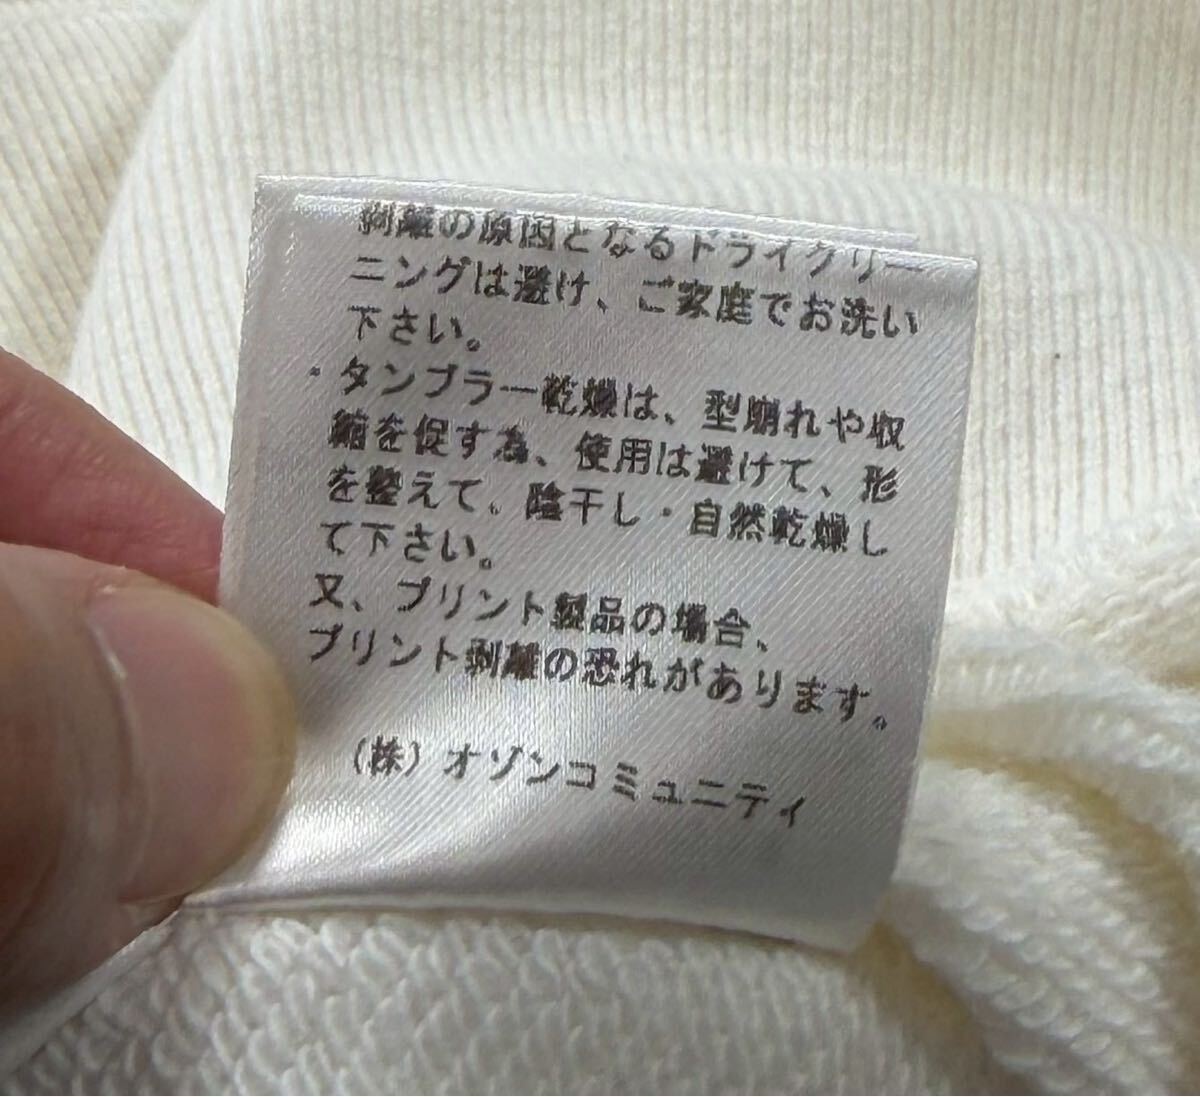 剥離の原因となるドライクリー
ニングは避け、ご家庭でお洗い
下さい。
・タンブラー乾燥は、型崩れや収
縮を促す為、使用は避けて、形
を整えて、陰干し・自然乾燥し
て下さい。
又、プリント製品の場合、
プリント剥離の恐れがあります。
(株)オゾンコミュニティ